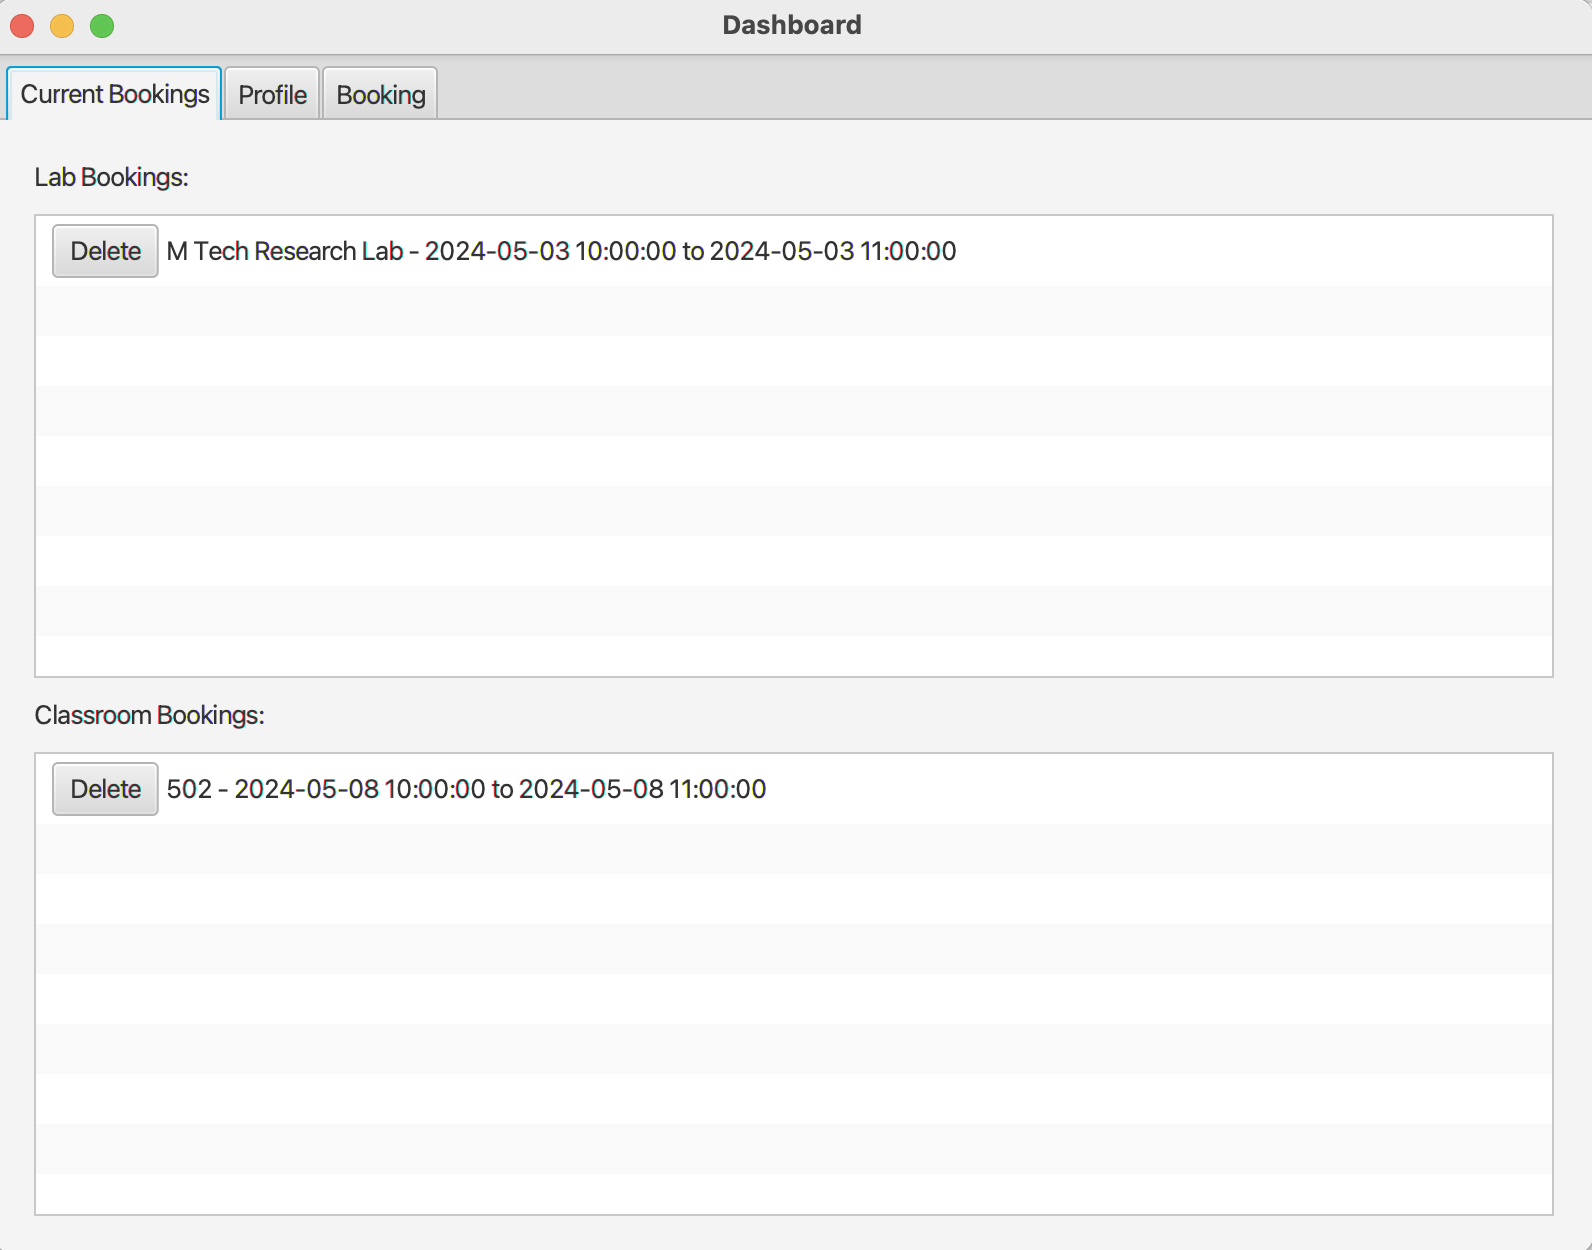 Dashboard
Current Bookings Profile Booking
Lab Bookings:
Delete M Tech Research Lab - 2024-05-03 10:00:00 to 2024-05-03 11:00:00
Classroom Bookings:
Delete 502 - 2024-05-08 10:00:00 to 2024-05-08 11:00:00